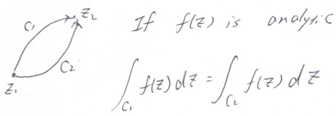 C1 Z2 If f(z) is analytic
C2
Z1
∫C1 f(z)dz = ∫C2 f(z)dz